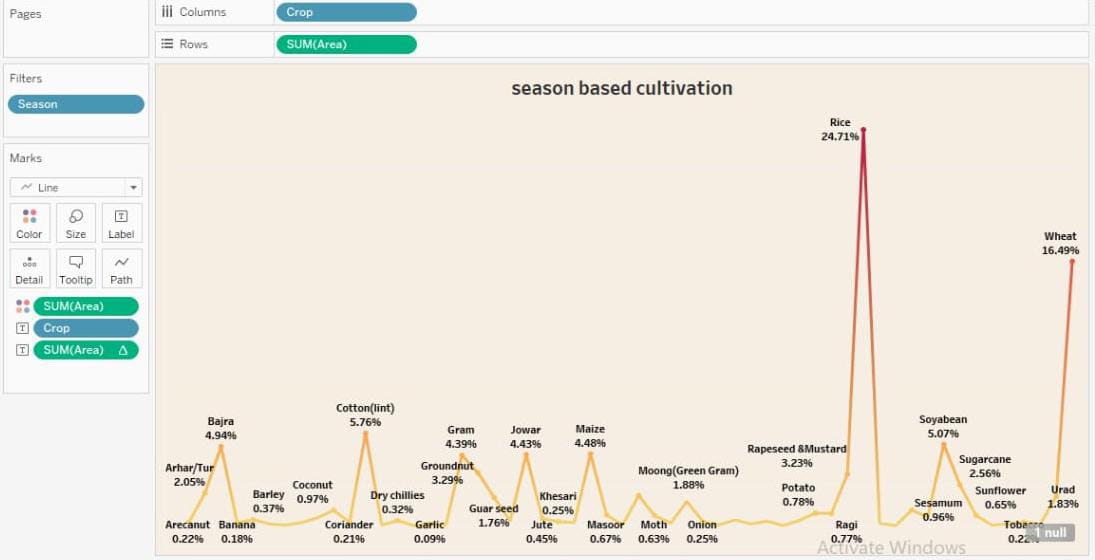 Pages
Columns
Crop
Rows
SUM(Area)
Filters
Season
Marks
Line
Color
Size
Label
Detail
Tooltip
Path
SUM(Area)
Crop
SUM(Area)
season based cultivation
Rice
24.71%
Wheat
16.49%
Cotton(lint)
5.76%
Bajra
4.94%
Gram
4.39%
Jowar
4.43%
Maize
4.48%
Soyabean
5.07%
Rapeseed &Mustard
3.23%
Arhar/Tur
2.05%
Groundnut
3.29%
Moong(Green Gram)
1.88%
Sugarcane
2.56%
Barley
0.37%
Coconut
0.97%
Dry chillies
0.32%
Guar seed
1.76%
Khesari
0.25%
Potato
0.78%
Sesamum
0.96%
Sunflower
0.65%
Urad
1.83%
Arecanut
0.22%
Banana
0.18%
Coriander
0.21%
Garlic
0.09%
Jute
0.45%
Masoor
0.67%
Moth
0.63%
Onion
0.25%
Ragi
0.77%
Tobacco
0.22%
1 null
Activate Windows